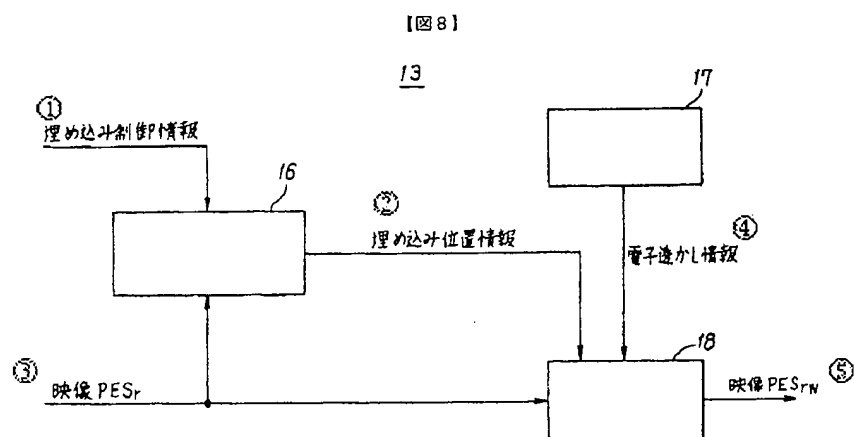 【図8】
13
17
①
埋め込み制御情報
16
②
埋め込み位置情報
④
電子透かし情報
18
③
映像PESr
⑤
映像PESrw